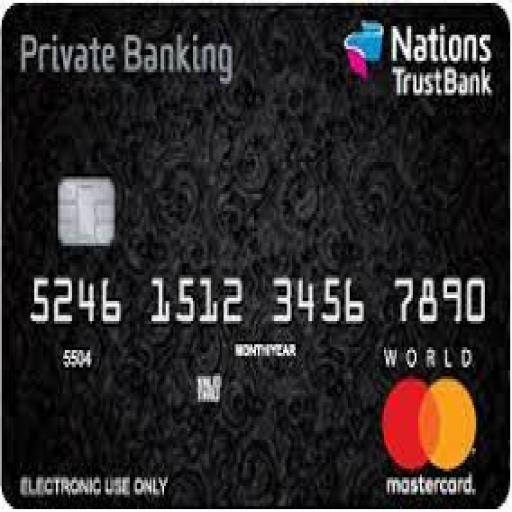 Private Banking
Nations
TrustBank
5246 1512 3456 7890
5504
MONTH/YEAR
WORLD
ELECTRONIC USE ONLY
mastercard.